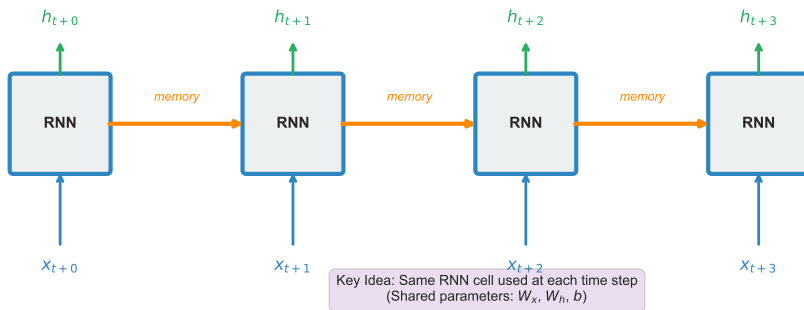 h_{t+0} h_{t+1} h_{t+2} h_{t+3}
memory memory memory
RNN RNN RNN RNN
x_{t+0} x_{t+1} x_{t+2} x_{t+3}
Key Idea: Same RNN cell used at each time step
(Shared parameters: W_x, W_h, b)